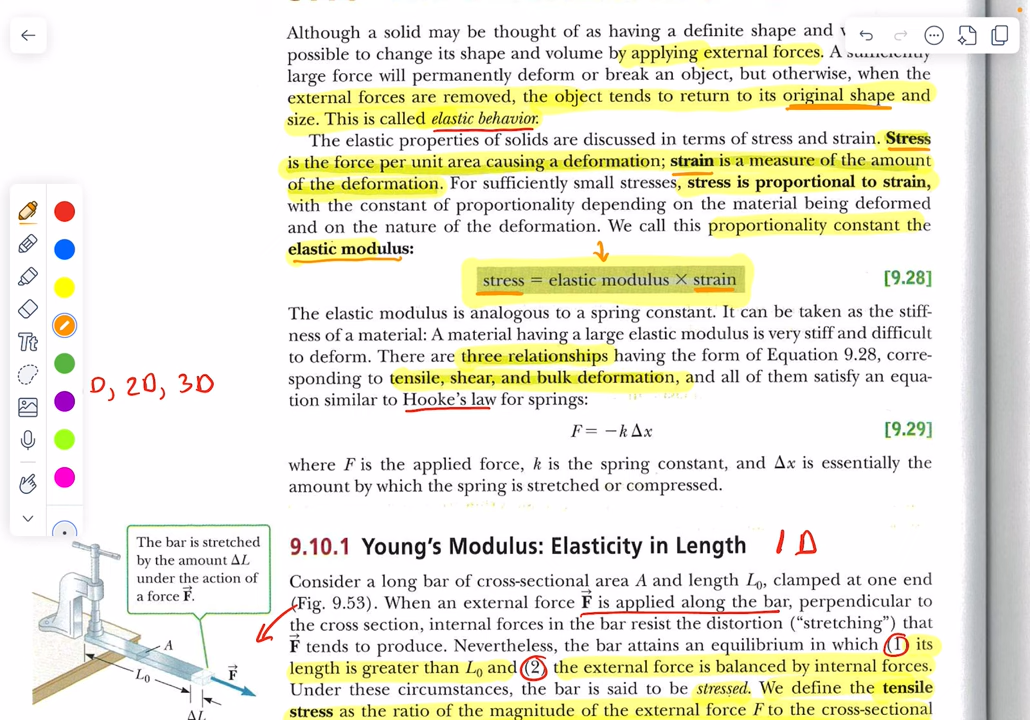 Although a solid may be thought of as having a definite shape and
possible to change its shape and volume by applying external forces. A sufficiently
large force will permanently deform or break an object, but otherwise, when the
external forces are removed, the object tends to return to its original shape and
size. This is called elastic behavior.
The elastic properties of solids are discussed in terms of stress and strain. Stress
is the force per unit area causing a deformation; strain is a measure of the amount
of the deformation. For sufficiently small stresses, stress is proportional to strain,
with the constant of proportionality depending on the material being deformed
and on the nature of the deformation. We call this proportionality constant the
elastic modulus:
stress = elastic modulus × strain [9.28]
The elastic modulus is analogous to a spring constant. It can be taken as the stiff-
ness of a material: A material having a large elastic modulus is very stiff and difficult
to deform. There are three relationships having the form of Equation 9.28, corre-
sponding to tensile, shear, and bulk deformation, and all of them satisfy an equa-
tion similar to Hooke's law for springs:
F = −k Δx [9.29]
where F is the applied force, k is the spring constant, and Δx is essentially the
amount by which the spring is stretched or compressed.
Tt
D, 2D, 3D
9.10.1 Young's Modulus: Elasticity in Length 1D
Consider a long bar of cross-sectional area A and length L₀, clamped at one end
(Fig. 9.53). When an external force F⃗ is applied along the bar, perpendicular to
the cross section, internal forces in the bar resist the distortion (“stretching”) that
F⃗ tends to produce. Nevertheless, the bar attains an equilibrium in which (1) its
length is greater than L₀ and (2) the external force is balanced by internal forces.
Under these circumstances, the bar is said to be stressed. We define the tensile
stress as the ratio of the magnitude of the external force F to the cross-sectional
The bar is stretched
by the amount ΔL
under the action of
a force F⃗.
A
L₀
F⃗
ΔL